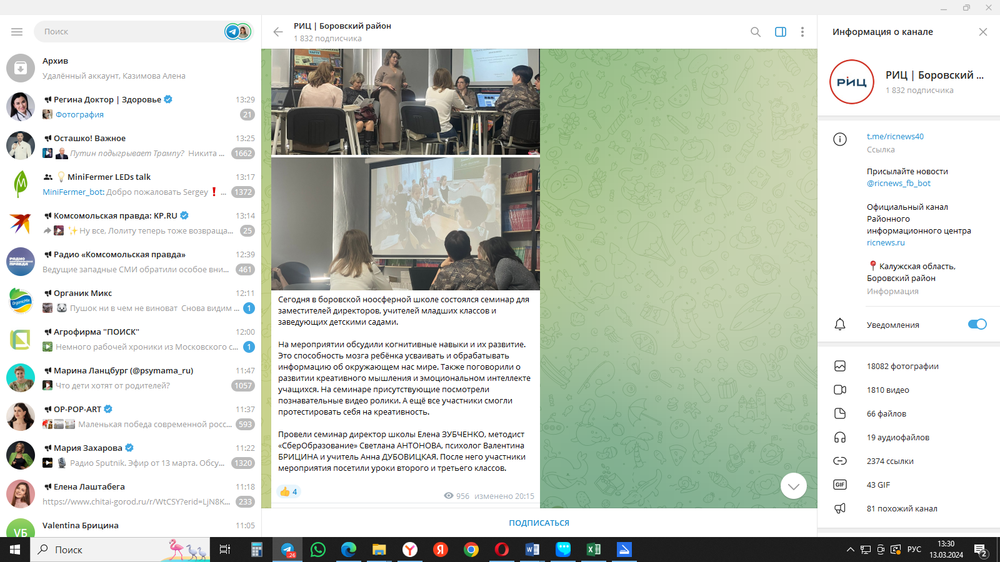 Поиск
Архив
Удалённый аккаунт, Казимова Алена
Регина Доктор | Здоровье 13:29
Фотография 21
Осташко! Важное 13:25
Путин подыгрывает Трампу? Никита ... 1662
MiniFermer LEDs talk 13:17
MiniFermer_bot: Добро пожаловать Sergey❗... 1372
Комсомольская правда: KP.RU 13:14
✨Ну все, Лолиту теперь тоже возвраща... 25
РАДИО
ПРАВДА
Радио «Комсомольская правда» 12:39
Ведущие западные СМИ обратили особое вни... 461
OrganicMix
Органик Микс 12:11
Пушок ни в чем не виноват Снова видим ... 1
Агрофирма "ПОИСК" 12:00
Немного рабочей хроники из Московского с... 1
Марина Ланцбург (@psymama_ru) 11:47
Что дети хотят от родителей? 1057
OP-POP-ART 11:37
Маленькая победа современной росс... 593
Мария Захарова 11:22
Радио Sputnik. Эфир от 13 марта. Обсу... 1320
Елена Лаштабега 11:18
https://www.chitai-gorod.ru/r/WtCSY?erid=LjN8K... 233
VБ
Valentina Брицина 11:05
РИЦ | Боровский район
1 832 подписчика
Сегодня в боровской ноосферной школе состоялся семинар для
заместителей директоров, учителей младших классов и
заведующих детскими садами.
На мероприятии обсудили когнитивные навыки и их развитие.
Это способность мозга ребёнка усваивать и обрабатывать
информацию об окружающем нас мире. Также поговорили о
развитии креативного мышления и эмоциональном интеллекте
учащихся. На семинаре присутствующие посмотрели
познавательные видео ролики. А ещё все участники смогли
протестировать себя на креативность.
Провели семинар директор школы Елена ЗУБЧЕНКО, методист
«СберОбразование» Светлана АНТОНОВА, психолог Валентина
БРИЦИНА и учитель Анна ДУБОВИЦКАЯ. После него участники
мероприятия посетили уроки второго и третьего классов.
👍 4
956 изменено 20:15
ПОДПИСАТЬСЯ
Информация о канале
РИЦ
РИЦ | Боровский ...
1 832 подписчика
t.me/ricnews40
Ссылка
Присылайте новости
@ricnews_fb_bot
Официальный канал
Районного
информационного центра
ricnews.ru
📍Калужская область,
Боровский район
Информация
Уведомления
18082 фотографии
1810 видео
66 файлов
19 аудиофайлов
2374 ссылки
GIF 43 GIF
81 похожий канал
Поиск
26
РУС
13:30
13.03.2024
2